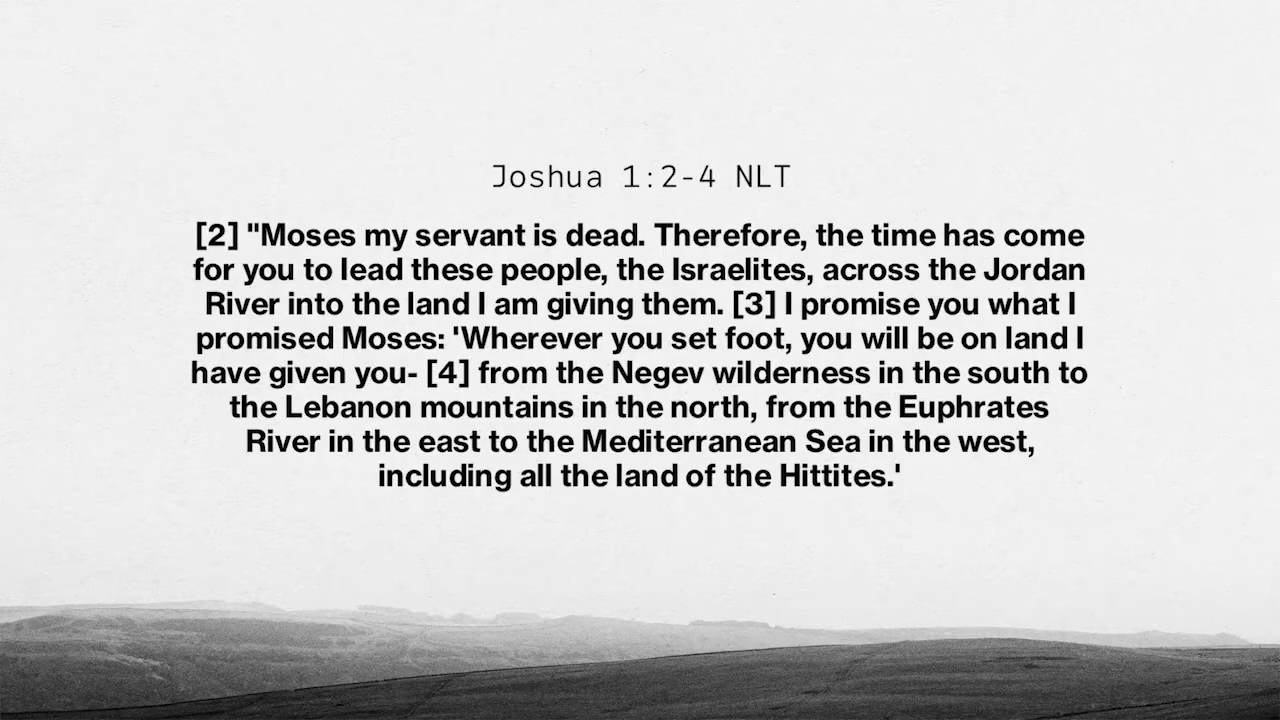 Joshua 1:2-4 NLT
[2] "Moses my servant is dead. Therefore, the time has come
for you to lead these people, the Israelites, across the Jordan
River into the land I am giving them. [3] I promise you what I
promised Moses: 'Wherever you set foot, you will be on land I
have given you- [4] from the Negev wilderness in the south to
the Lebanon mountains in the north, from the Euphrates
River in the east to the Mediterranean Sea in the west,
including all the land of the Hittites.'